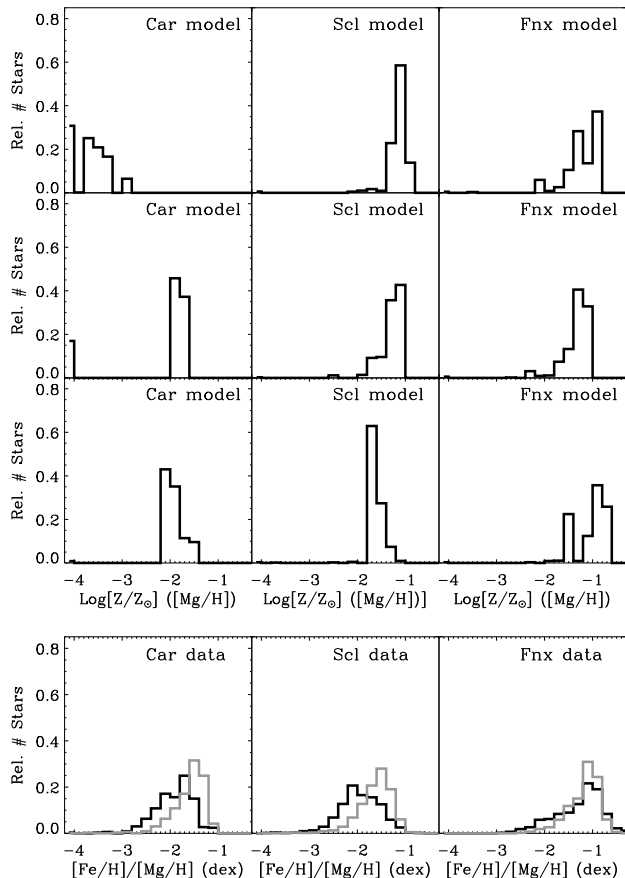 Car model Scl model Fnx model
0.8
0.6
0.4
0.2
0.0
Rel. # Stars
Car model Scl model Fnx model
0.8
0.6
0.4
0.2
0.0
Rel. # Stars
Car model Scl model Fnx model
0.8
0.6
0.4
0.2
0.0
Rel. # Stars
−4 −3 −2 −1 −4 −3 −2 −1 −4 −3 −2 −1
Log[Z/Z☉] ([Mg/H]) Log[Z/Z☉] ([Mg/H])] Log[Z/Z☉] ([Mg/H])
Car data Scl data Fnx data
0.8
0.6
0.4
0.2
0.0
Rel. # Stars
−4 −3 −2 −1 −4 −3 −2 −1 −4 −3 −2 −1
[Fe/H]/[Mg/H] (dex) [Fe/H]/[Mg/H] (dex) [Fe/H]/[Mg/H] (dex)